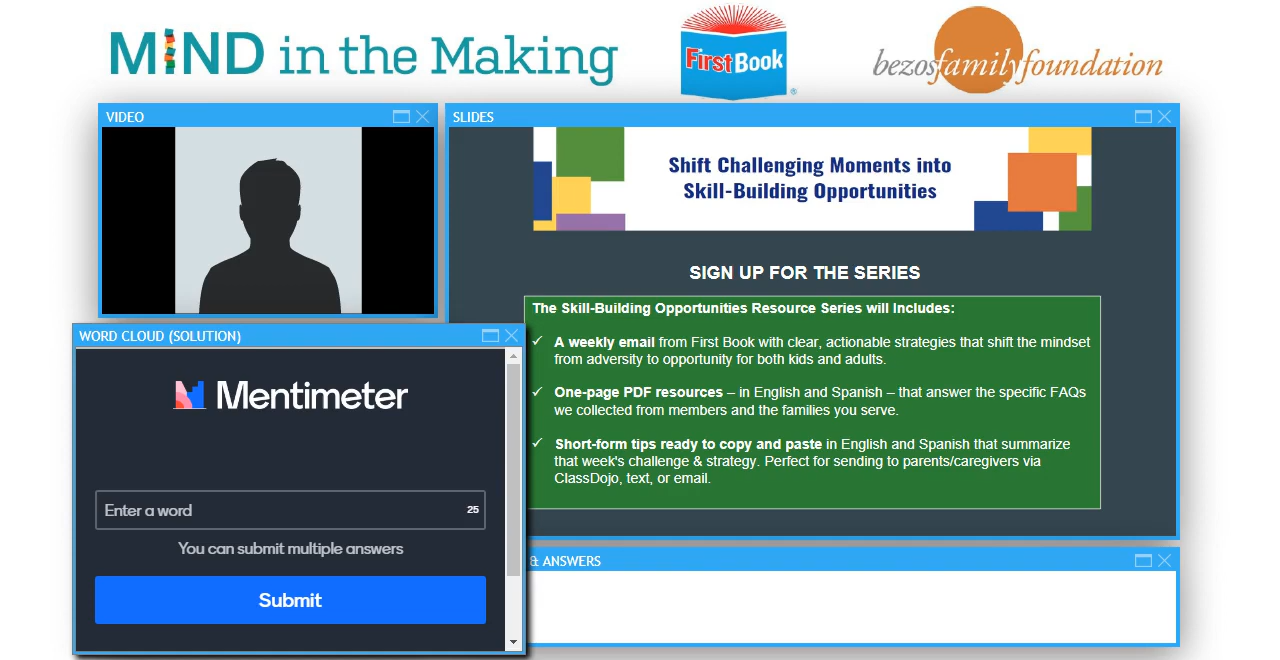 MIND in the Making
First Book
®
bezosfamilyfoundation
VIDEO
SLIDES
Shift Challenging Moments into
Skill-Building Opportunities
SIGN UP FOR THE SERIES
The Skill-Building Opportunities Resource Series will Includes:
✓ A weekly email from First Book with clear, actionable strategies that shift the mindset
from adversity to opportunity for both kids and adults.
✓ One-page PDF resources – in English and Spanish – that answer the specific FAQs
we collected from members and the families you serve.
✓ Short-form tips ready to copy and paste in English and Spanish that summarize
that week's challenge & strategy. Perfect for sending to parents/caregivers via
ClassDojo, text, or email.
WORD CLOUD (SOLUTION)
Mentimeter
Enter a word 25
You can submit multiple answers
Submit
& ANSWERS